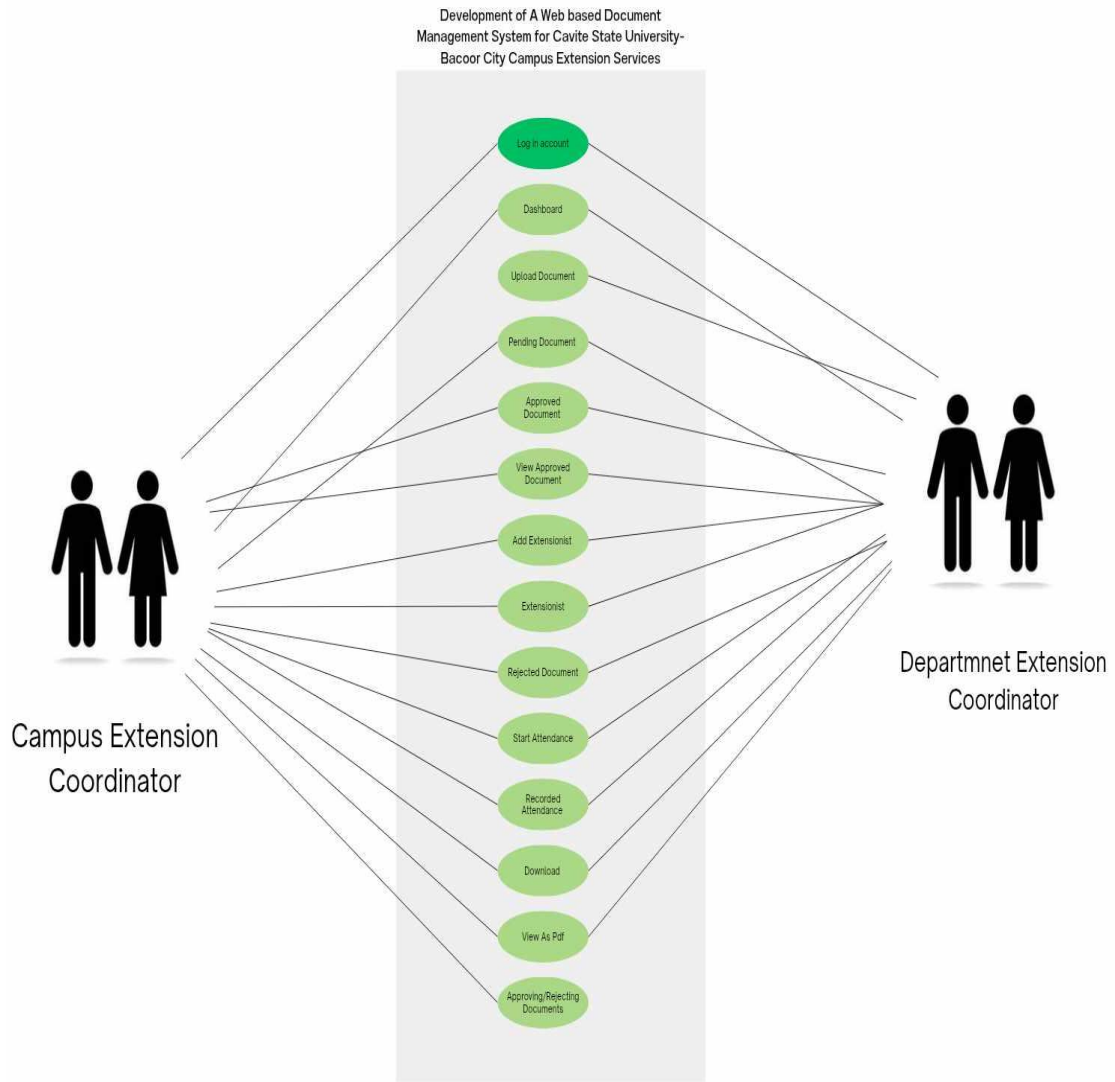 Development of A Web based Document
Management System for Cavite State University-
Bacoor City Campus Extension Services
Log in account
Dashboard
Upload Document
Pending Document
Approved
Document
View Approved
Document
Add Extensionist
Extensionist
Rejected Document
Start Attendance
Recorded
Attendance
Download
View As Pdf
Approving/Rejecting
Documents
Campus Extension
Coordinator
Departmnet Extension
Coordinator